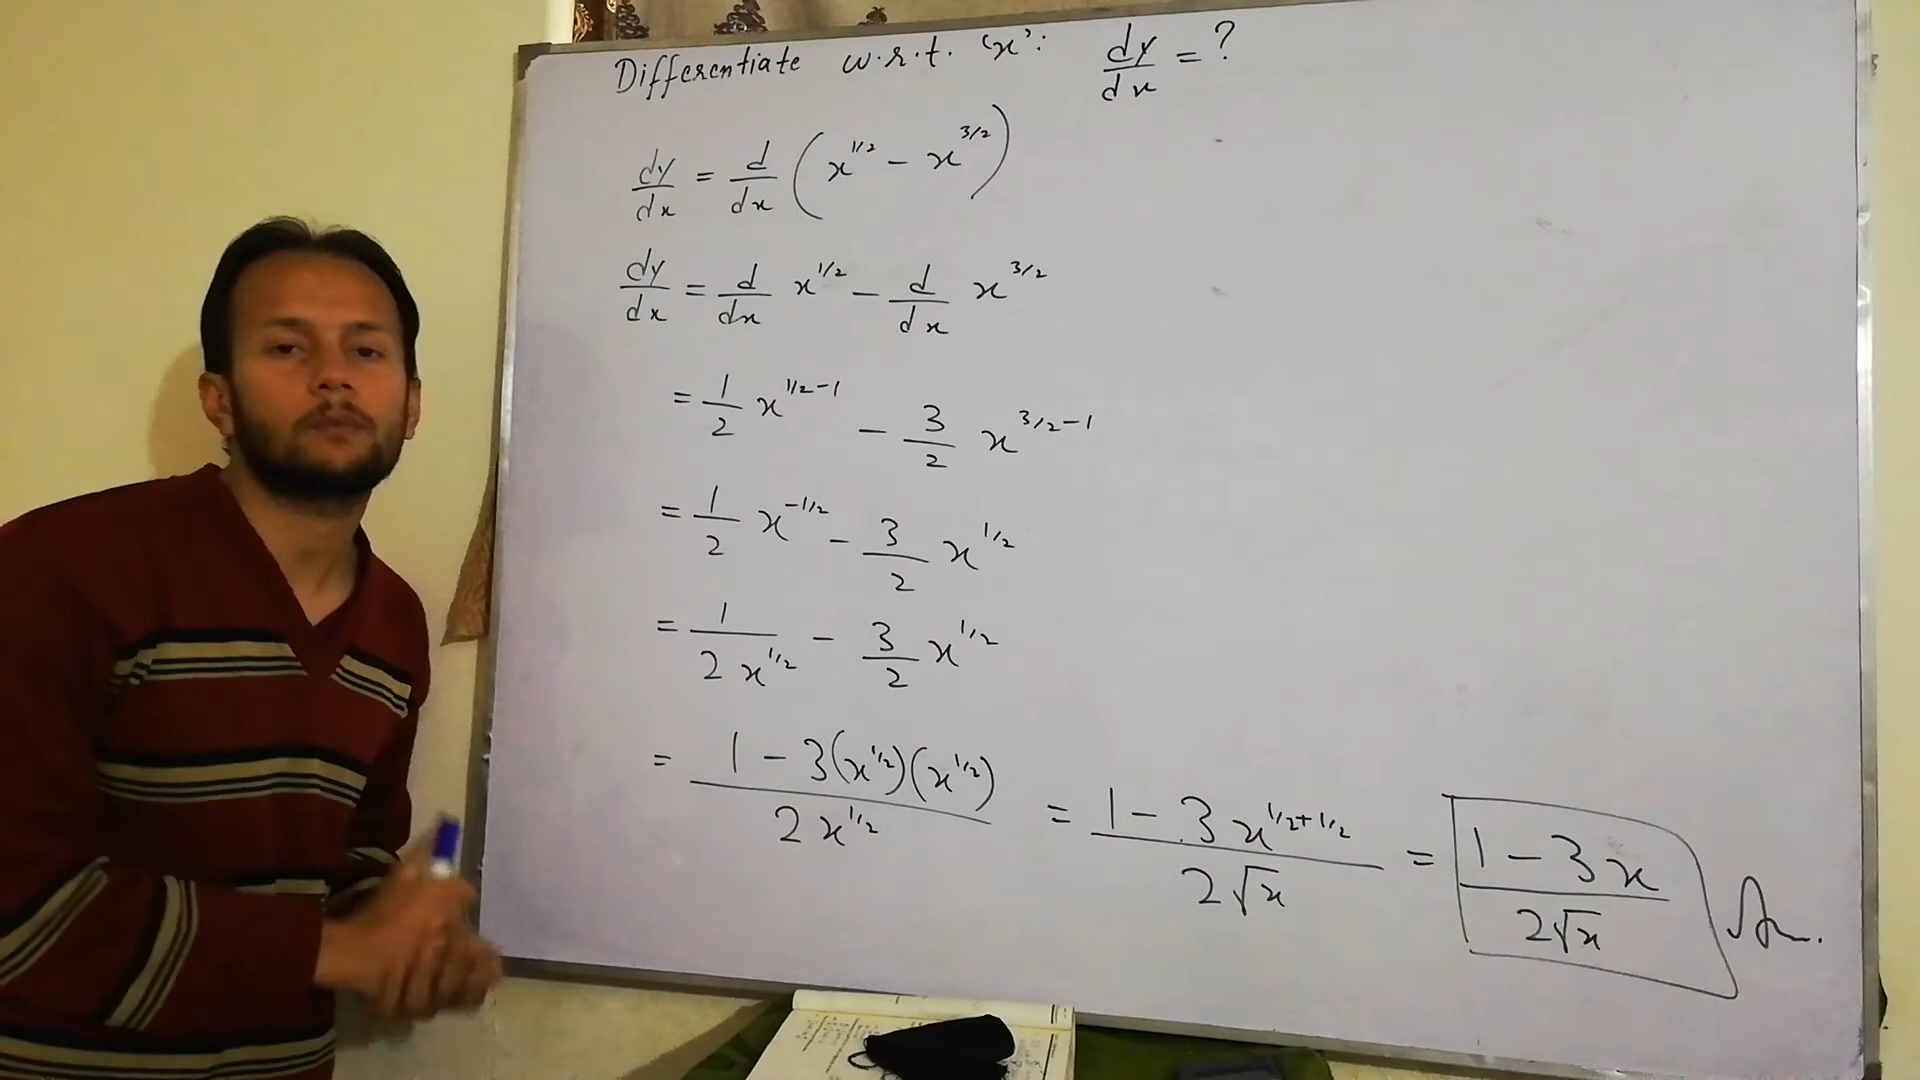 Differentiate w.r.t. 'x': dy/dx = ?
dy/dx = d/dx (x^1/2 - x^3/2)
dy/dx = d/dx x^1/2 - d/dx x^3/2
= 1/2 x^1/2-1 - 3/2 x^3/2-1
= 1/2 x^-1/2 - 3/2 x^1/2
= 1/2x^1/2 - 3/2 x^1/2
= 1-3(x^1/2)(x^1/2)/2x^1/2 = 1-3x^1/2+1/2/2√x = 1-3x/2√x